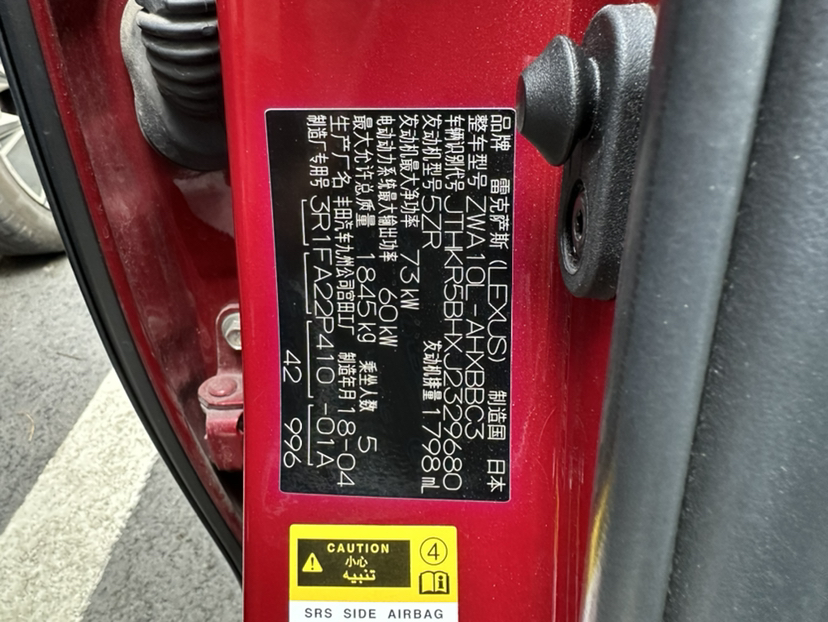 品牌 雷克萨斯(LEXUS) 制造国 日本
整车型号 ZWA10L-AHXBBC3
车辆识别代号 JTHKR5BHXJ2329680
发动机型号 5ZR 发动机排量 1.798 mL
发动机最大净功率 73 kW
电动动力系统最大输出功率 60 kW
最大允许总质量 1845 kg 乘坐人数 5
生产厂名 丰田汽车九州公司宫田工厂 制造年月 18-04
制造厂专用号 3R1FA22P410-01A
42 996
CAUTION
小心
تنبيه
4
i
SRS SIDE AIRBAG